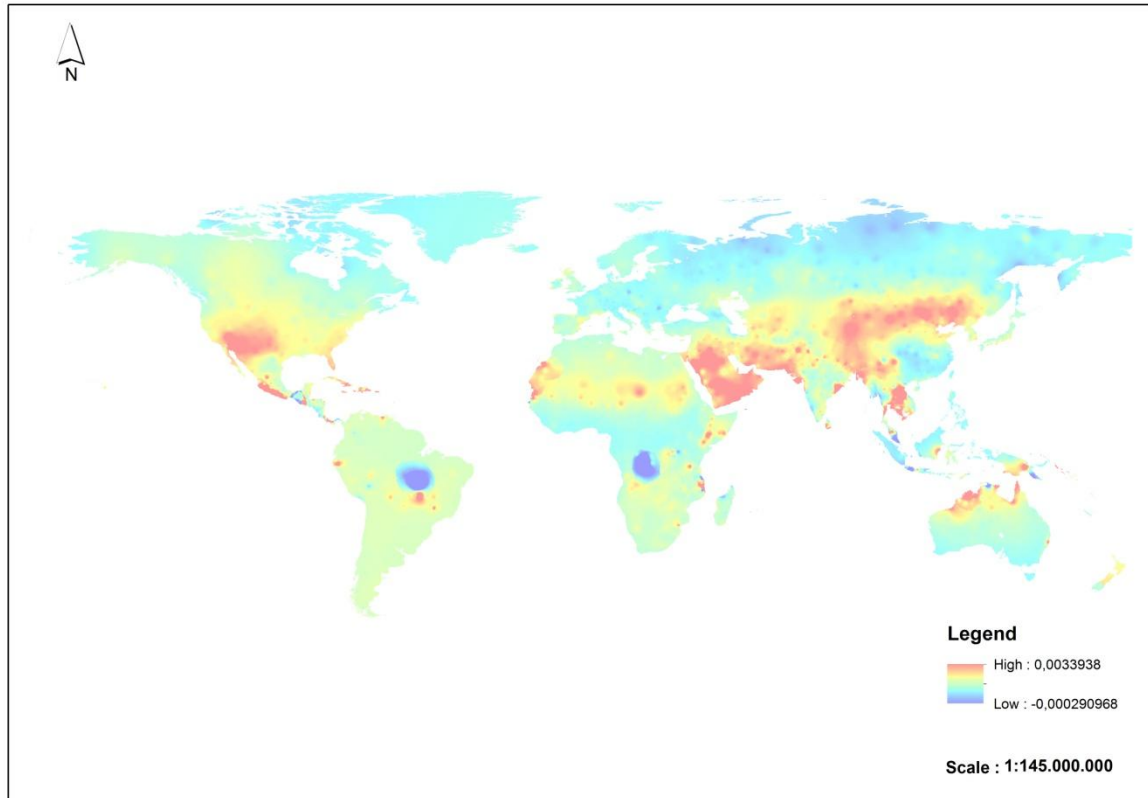 N
Legend
High : 0,0033938
Low : -0,000290968
Scale : 1:145.000.000